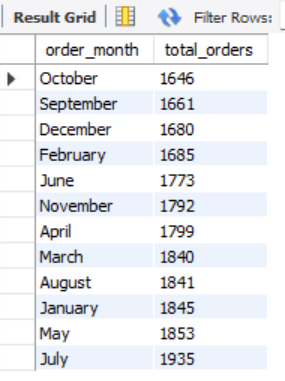 Result Grid Filter Rows:
order_month total_orders
October 1646
September 1661
December 1680
February 1685
June 1773
November 1792
April 1799
March 1840
August 1841
January 1845
May 1853
July 1935